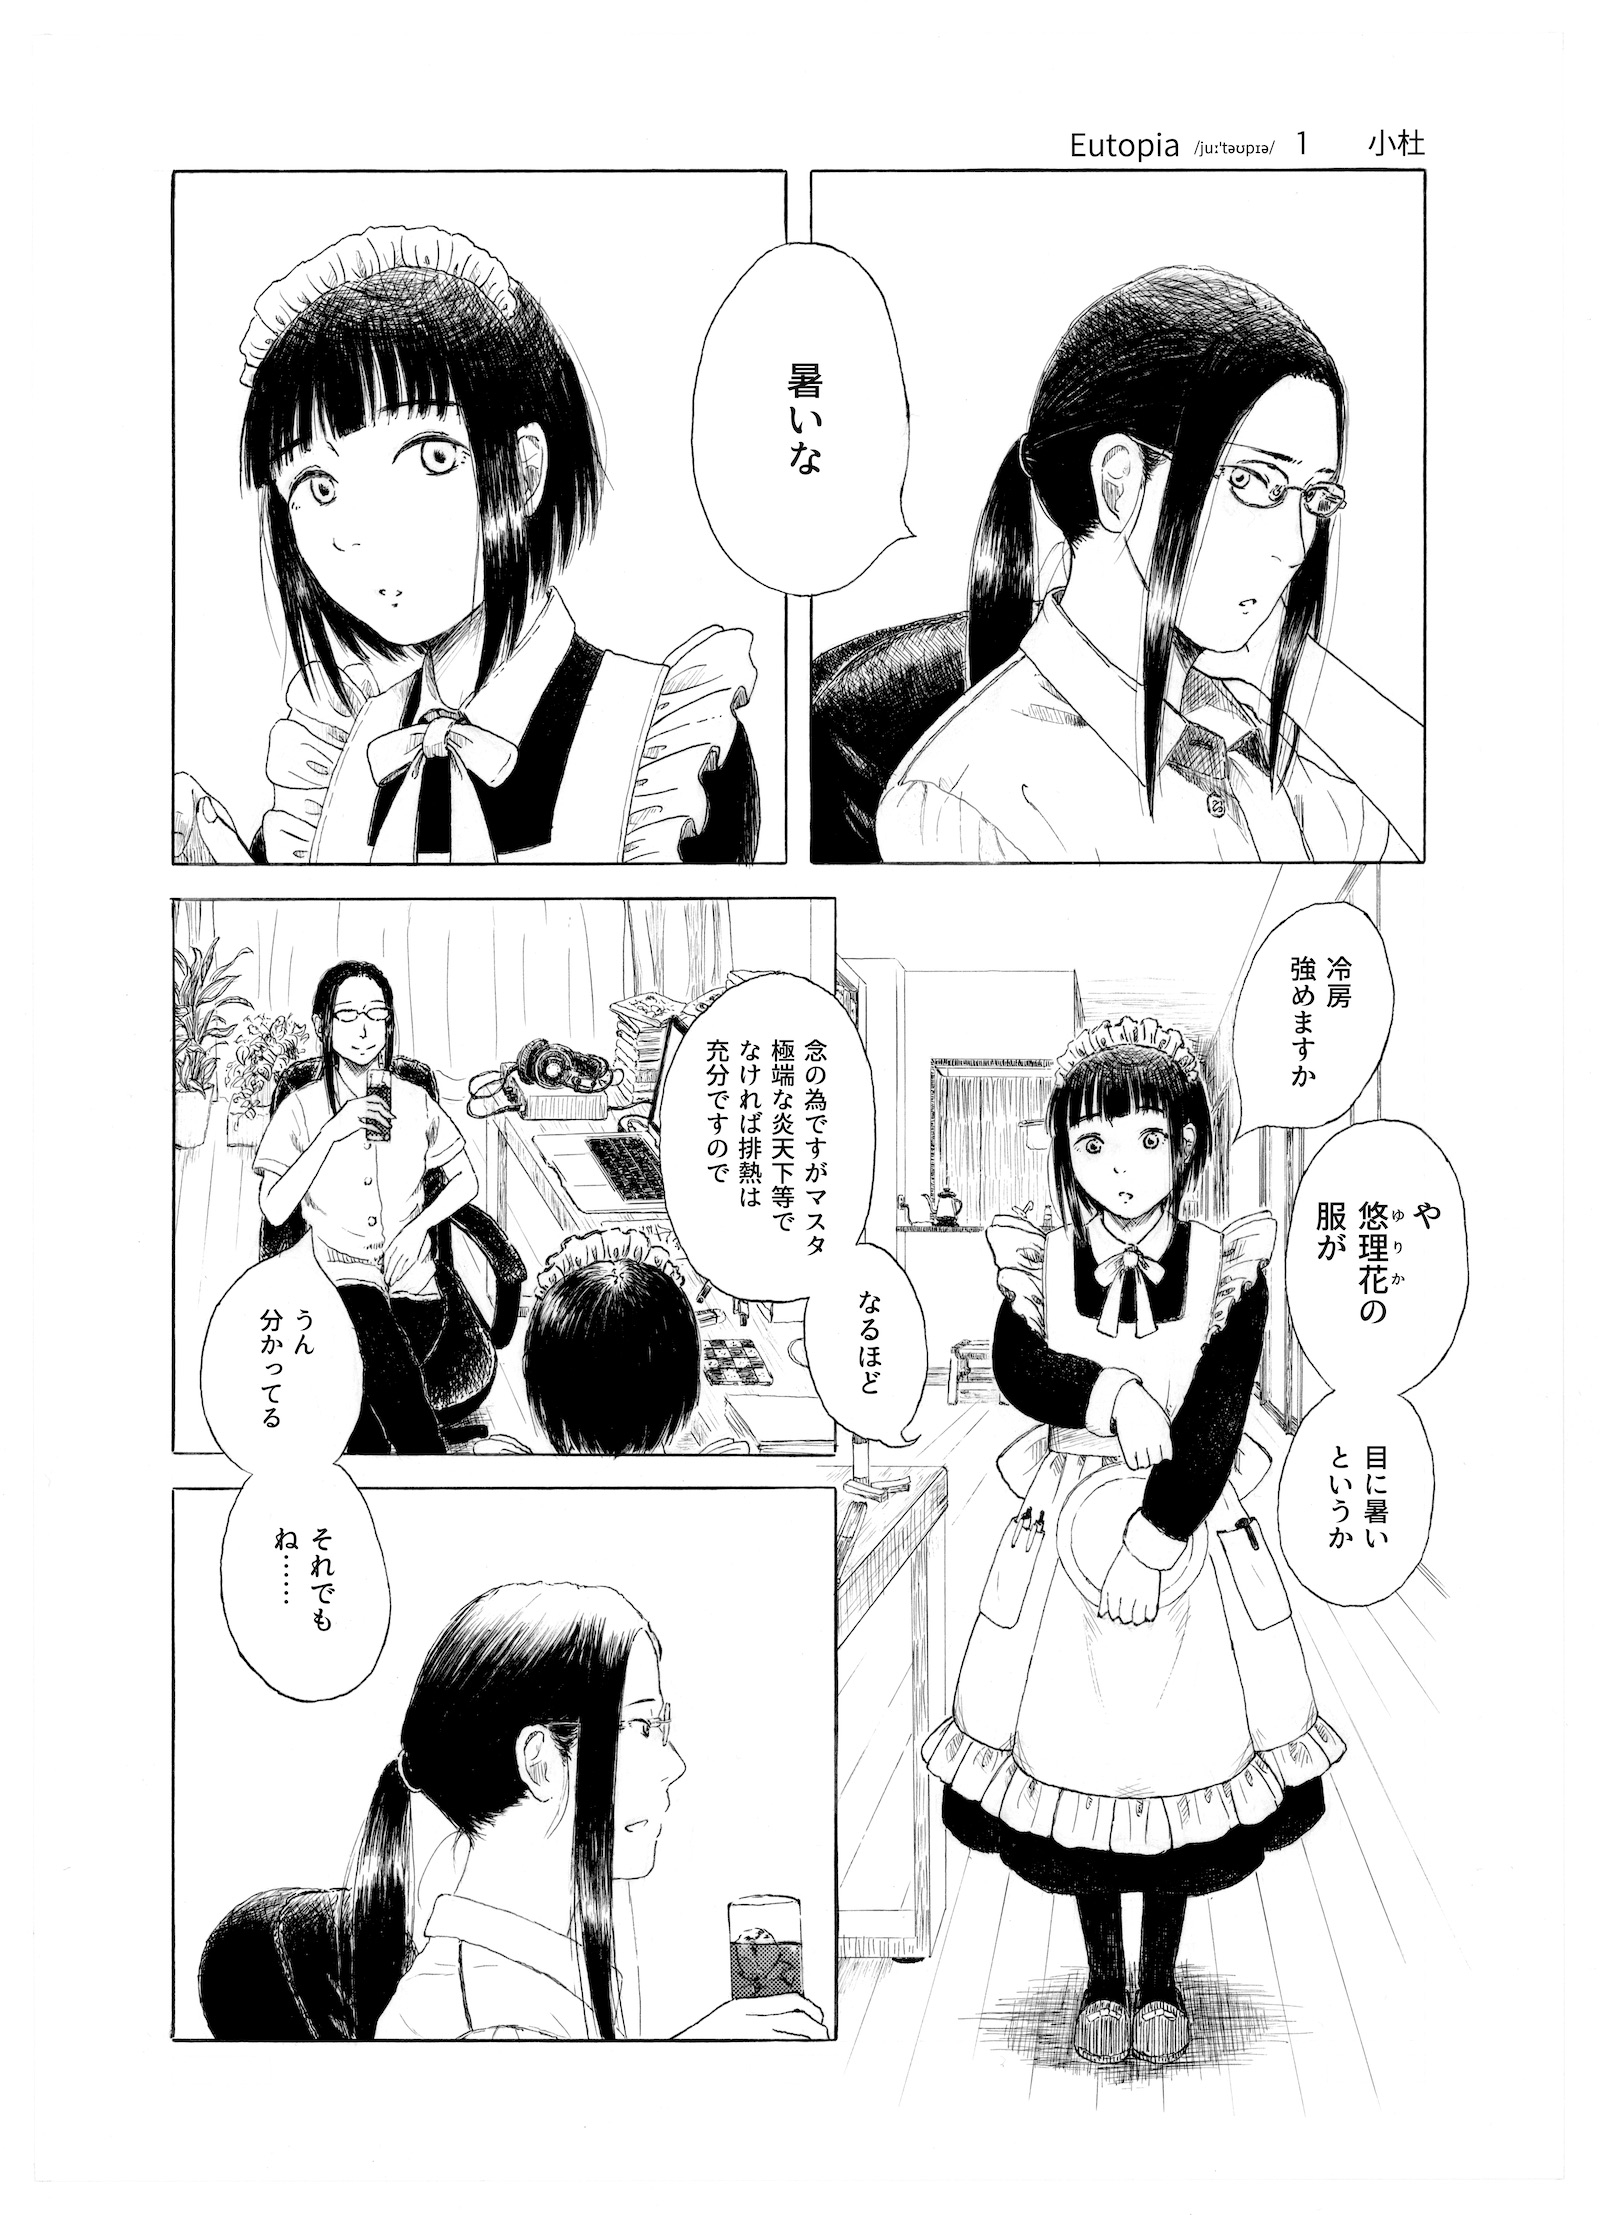 Eutopia /juːˈtəʊpɪə/ 1 小杜
暑いな
冷房
強めますか
や
悠理花の
ゆりか
服が
目に暑い
というか
なるほど
念の為ですがマスタ
極端な炎天下等で
なければ排熱は
充分ですので
うん
分かってる
それでも
ね……